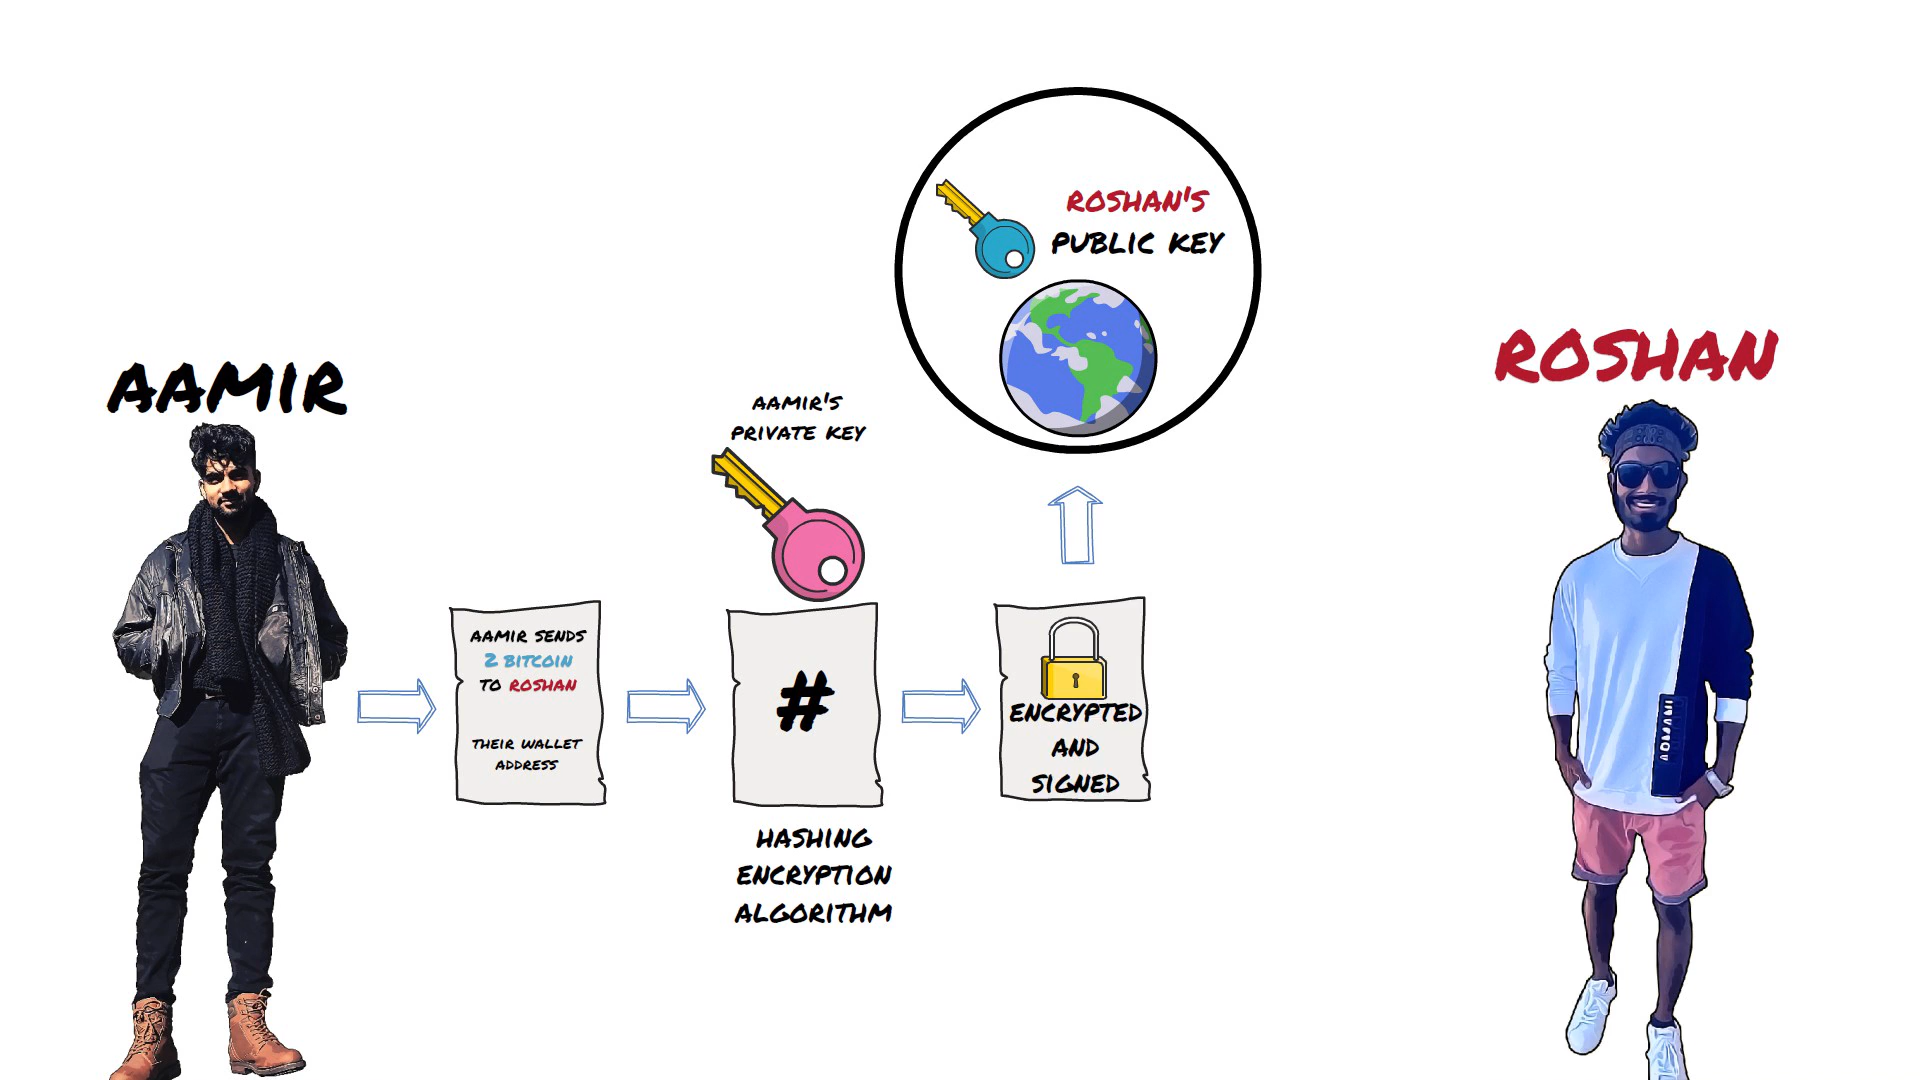 AAMIR
AAMIR SENDS
2 BITCOIN
TO ROSHAN
THEIR WALLET
ADDRESS
AAMIR'S
PRIVATE KEY
#
HASHING
ENCRYPTION
ALGORITHM
ENCRYPTED
AND
SIGNED
ROSHAN'S
PUBLIC KEY
ROSHAN